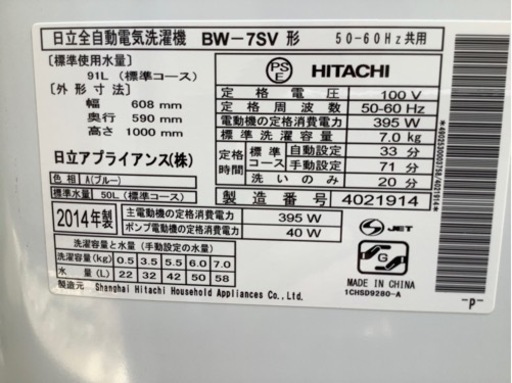 日立全自動電気洗濯機 BW-7SV 形 50-60Hz共用
[標準使用水量]
91L (標準コース)
[外形寸法]
幅 608 mm
奥行 590 mm
高さ 1000 mm
日立アプライアンス(株)
色相 A(ブルー)
標準水量 50L (標準コース)
PS E HITACHI
定格電圧 100 V
定格周波数 50-60 Hz
電動機の定格消費電力 395 W
標準洗濯容量 7.0 kg
定格時間 標準コース 自動設定 33 分
手動設定 71 分
洗いのみ 20 分
製造番号 4021914
2014年製
主電動機の定格消費電力 395 W
ポンプ電動機の定格消費電力 40 W
洗濯容量と水量 (手動設定の水量)
洗濯容量(kg) 0.5 3.5 5.5 6.0 7.0
水量(L) 22 32 42 50 58
製造元 Shanghai Hitachi Household Appliances Co., Ltd.
S JET
G
MADE IN CHINA
1CHSD9280-A
-P-